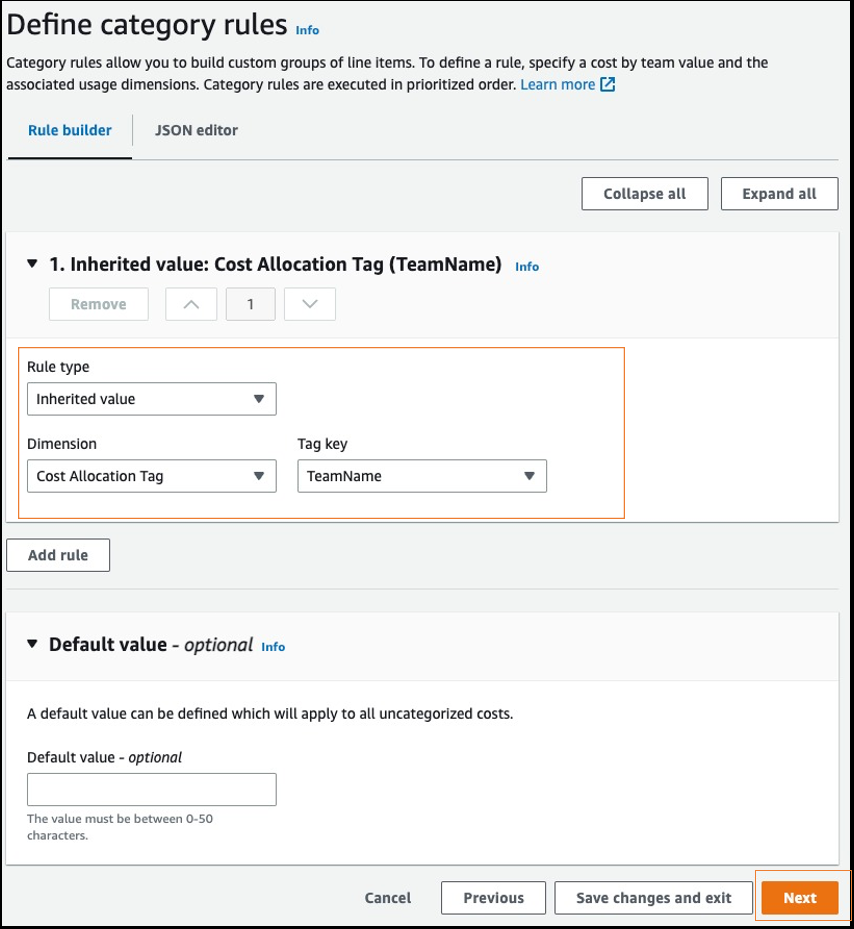 Define category rules Info
Category rules allow you to build custom groups of line items. To define a rule, specify a cost by team value and the
associated usage dimensions. Category rules are executed in prioritized order. Learn more
Rule builder JSON editor
Collapse all Expand all
1. Inherited value: Cost Allocation Tag (TeamName) Info
Remove 1
Rule type
Inherited value
Dimension Tag key
Cost Allocation Tag TeamName
Add rule
Default value - optional Info
A default value can be defined which will apply to all uncategorized costs.
Default value - optional
The value must be between 0-50
characters.
Cancel Previous Save changes and exit Next